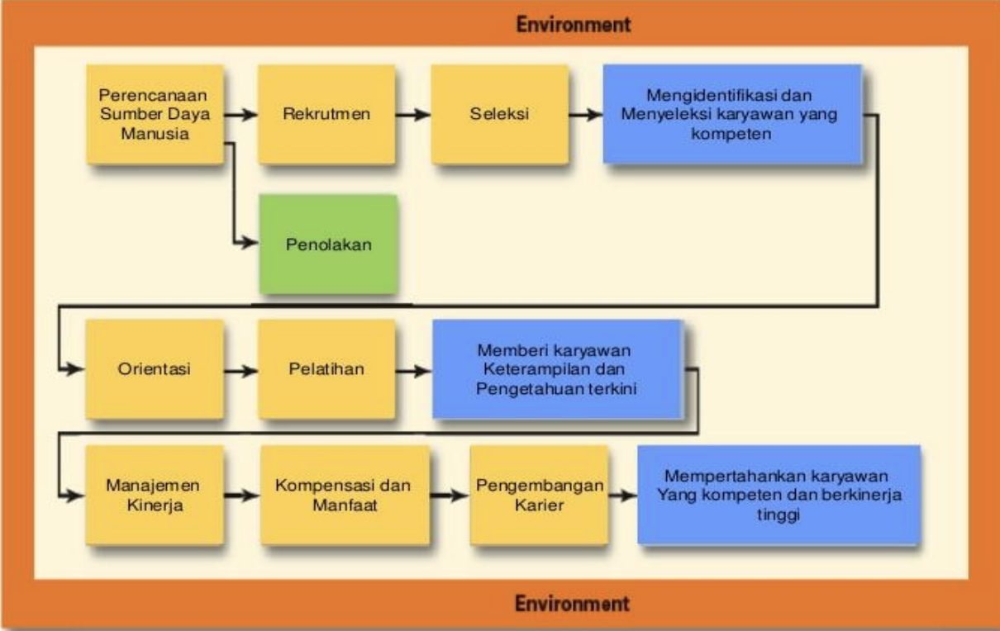 Environment
Perencanaan
Sumber Daya
Manusia
Rekrutmen
Seleksi
Mengidentifikasi dan
Menyeleksi karyawan yang
kompeten
Penolakan
Orientasi
Pelatihan
Memberi karyawan
Keterampilan dan
Pengetahuan terkini
Manajemen
Kinerja
Kompensasi dan
Manfaat
Pengembangan
Karier
Mempertahankan karyawan
Yang kompeten dan berkinerja
tinggi
Environment